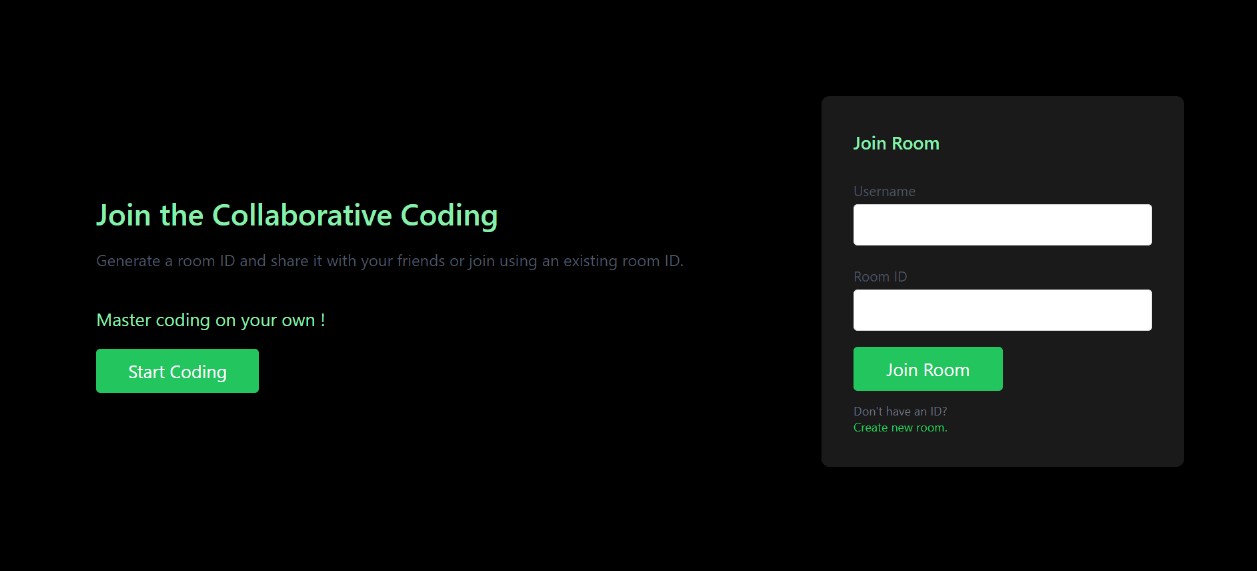 Join the Collaborative Coding
Generate a room ID and share it with your friends or join using an existing room ID.
Master coding on your own !
Start Coding
Join Room
Username
Room ID
Join Room
Don't have an ID?
Create new room.